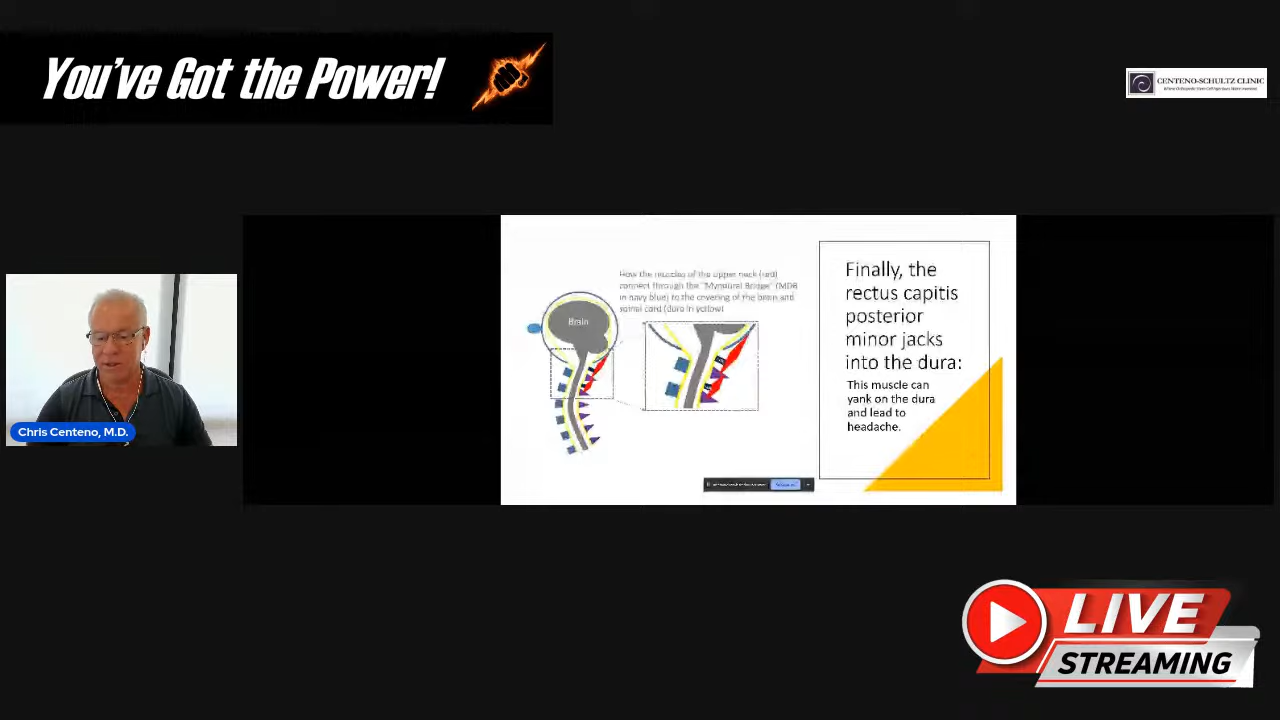 You've Got the Power!
CENTENO-SCHULTZ CLINIC
How the muscles of the upper neck (red)
connect through the "Myodural Bridge" (MDB
in navy blue) to the covering of the brain and
spinal cord (dura in yellow)
Brain
Finally, the
rectus capitis
posterior
minor jacks
into the dura:
This muscle can
yank on the dura
and lead to
headache.
Chris Centeno, M.D.
LIVE
STREAMING